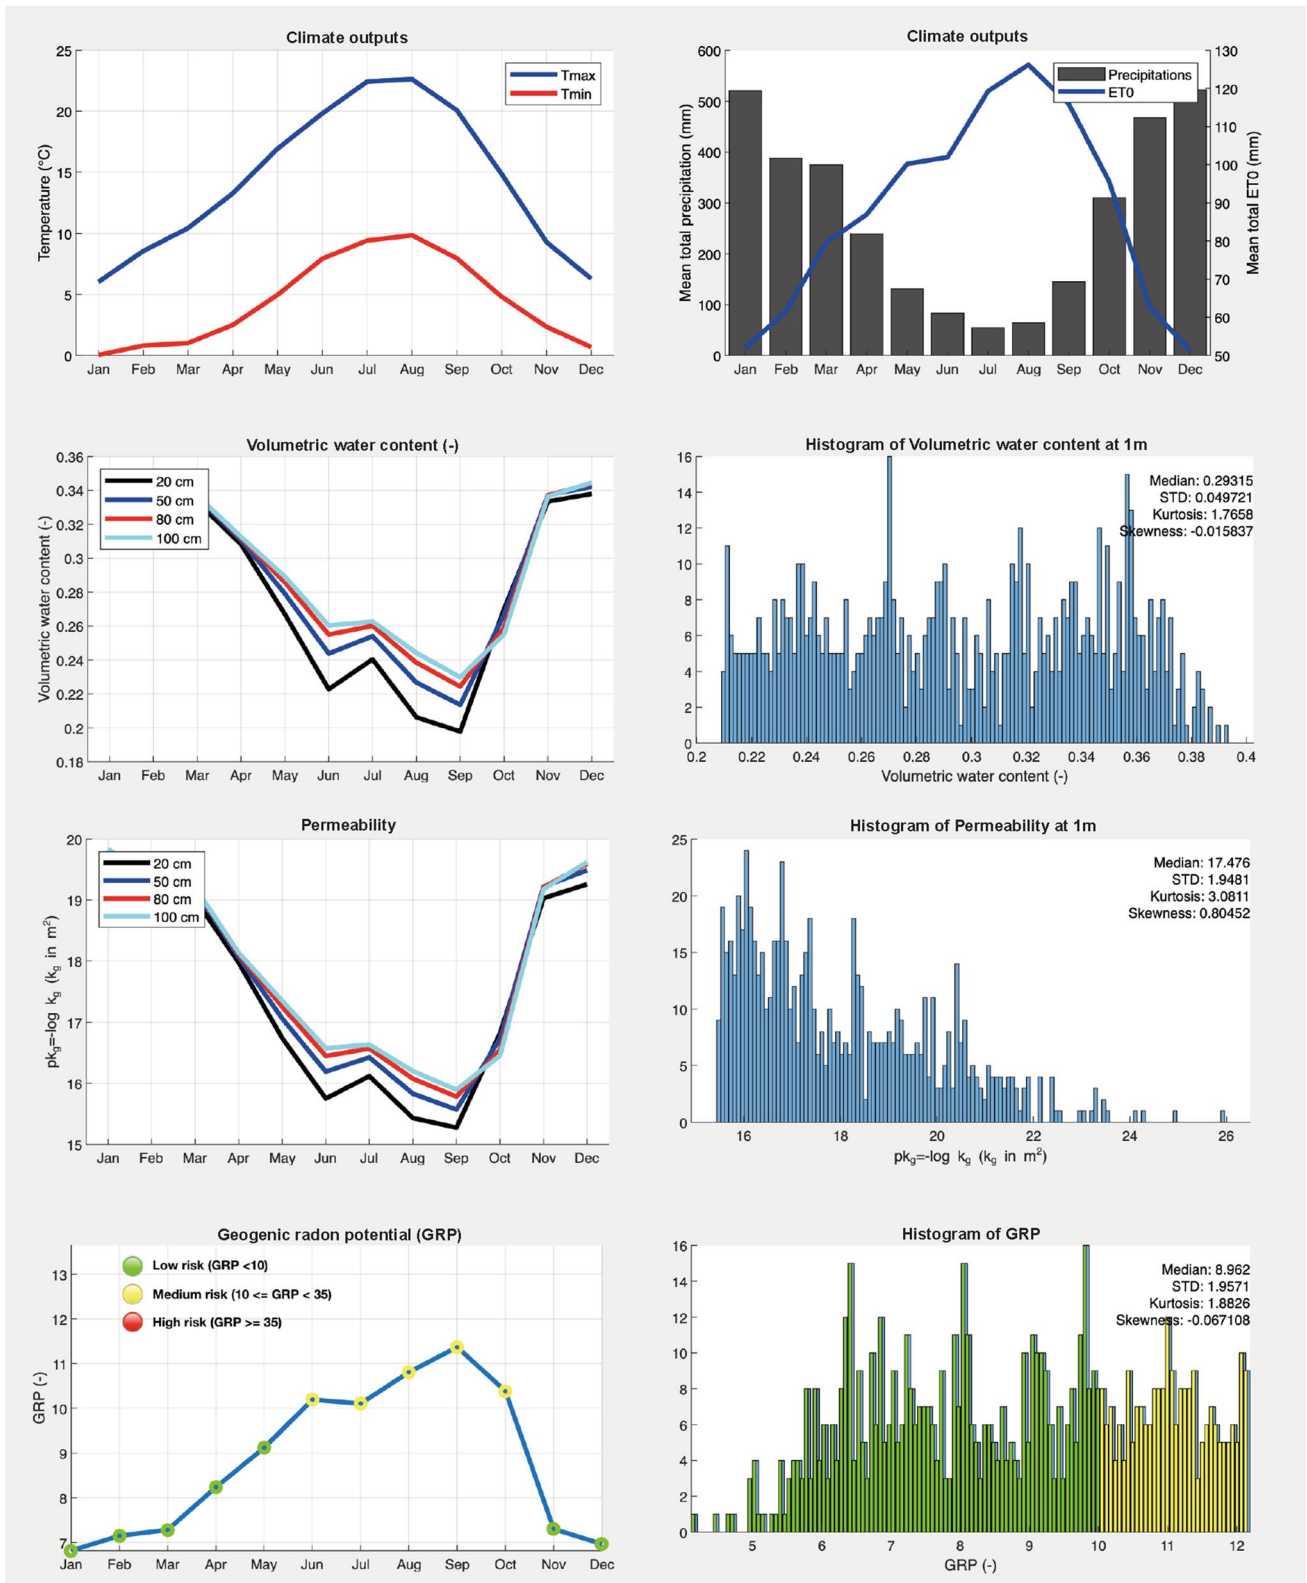 Climate outputs
25
20
15
10
5
0
Temperature (°C)
Tmax
Tmin
Jan Feb Mar Apr May Jun Jul Aug Sep Oct Nov Dec
Climate outputs
600
500
400
300
200
100
0
Mean total precipitation (mm)
Precipitations
ET0
130
120
110
100
90
80
70
60
50
Mean total ET0 (mm)
Jan Feb Mar Apr May Jun Jul Aug Sep Oct Nov Dec
Volumetric water content (-)
0.36
0.34
0.32
0.3
0.28
0.26
0.24
0.22
0.2
0.18
Volumetric water content (-)
20 cm
50 cm
80 cm
100 cm
Jan Feb Mar Apr May Jun Jul Aug Sep Oct Nov Dec
Histogram of Volumetric water content at 1m
16
14
12
10
8
6
4
2
0
Median: 0.29315
STD: 0.049721
Kurtosis: 1.7658
Skewness: -0.015837
0.2 0.22 0.24 0.26 0.28 0.3 0.32 0.34 0.36 0.38 0.4
Volumetric water content (-)
Permeability
20
19
18
17
16
15
pkg=-log kg (kg in m²)
20 cm
50 cm
80 cm
100 cm
Jan Feb Mar Apr May Jun Jul Aug Sep Oct Nov Dec
Histogram of Permeability at 1m
25
20
15
10
5
0
Median: 17.476
STD: 1.9481
Kurtosis: 3.0811
Skewness: 0.80452
16 18 20 22 24 26
pkg=-log kg (kg in m²)
Geogenic radon potential (GRP)
13
12
11
10
9
8
7
GRP (-)
Low risk (GRP <10)
Medium risk (10 <= GRP < 35)
High risk (GRP >= 35)
Jan Feb Mar Apr May Jun Jul Aug Sep Oct Nov Dec
Histogram of GRP
16
14
12
10
8
6
4
2
0
Median: 8.962
STD: 1.9571
Kurtosis: 1.8826
Skewness: -0.067108
5 6 7 8 9 10 11 12
GRP (-)